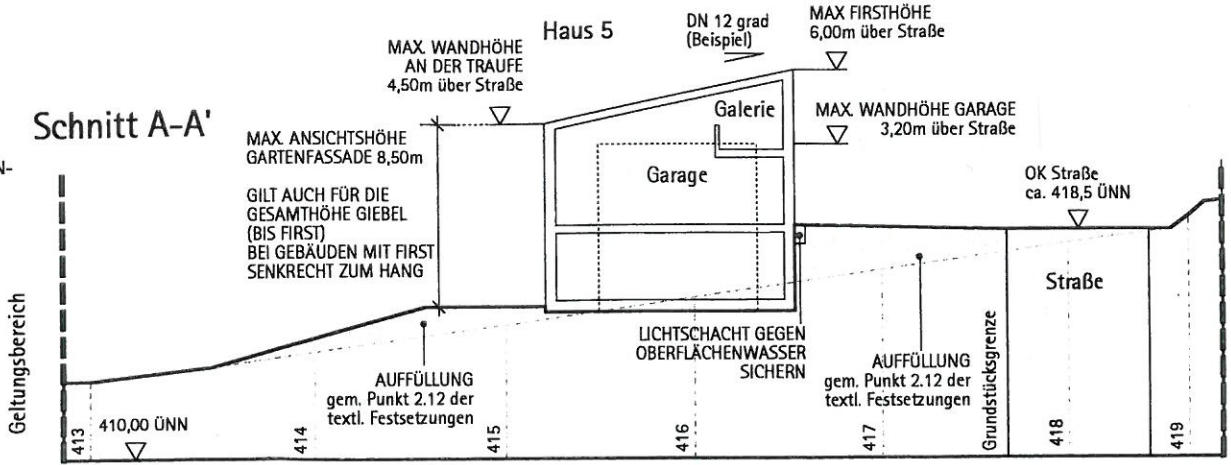 Haus 5
DN 12 grad
(Beispiel)
MAX FIRSTHÖHE
6,00m über Straße
MAX. WANDHÖHE
AN DER TRAUFE
4,50m über Straße
Schnitt A-A'
MAX. ANSICHTSHÖHE
GARTENFASSADE 8,50m
GILT AUCH FÜR DIE
GESAMTHÖHE GIEBEL
(BIS FIRST)
BEI GEBÄUDEN MIT FIRST
SENKRECHT ZUM HANG
Galerie
Garage
MAX. WANDHÖHE GARAGE
3,20m über Straße
N-
OK Straße
ca. 418,5 ÜNN
Straße
Geltungsbereich
LICHTSCHACHT GEGEN
OBERFLÄCHENWASSER
SICHERN
AUFFÜLLUNG
gem. Punkt 2.12 der
textl. Festsetzungen
AUFFÜLLUNG
gem. Punkt 2.12 der
textl. Festsetzungen
Grundstücksgrenze
410,00 ÜNN
413
414
415
416
417
418
419